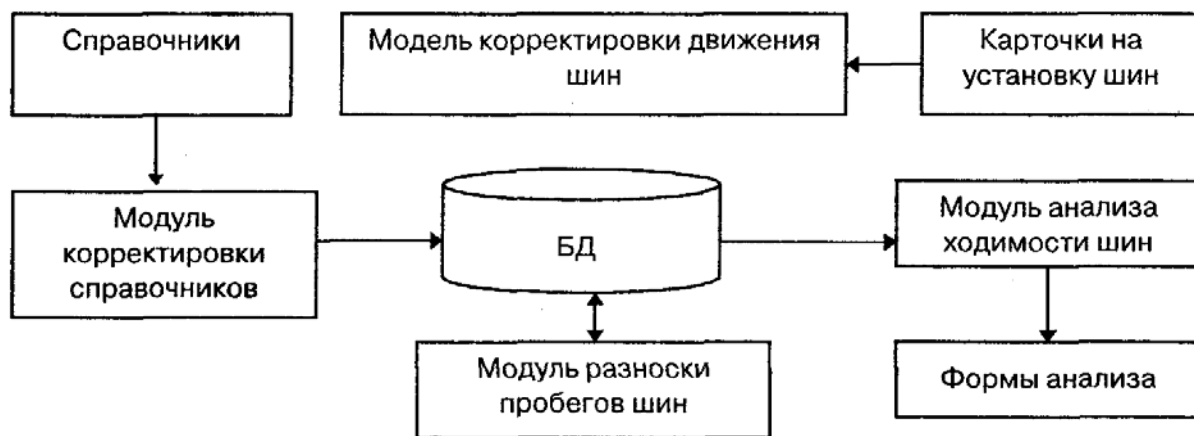 Справочники
Модель корректировки движения
шин
Карточки на
установку шин
Модуль
корректировки
справочников
БД
Модуль анализа
ходимости шин
Модуль разноски
пробегов шин
Формы анализа